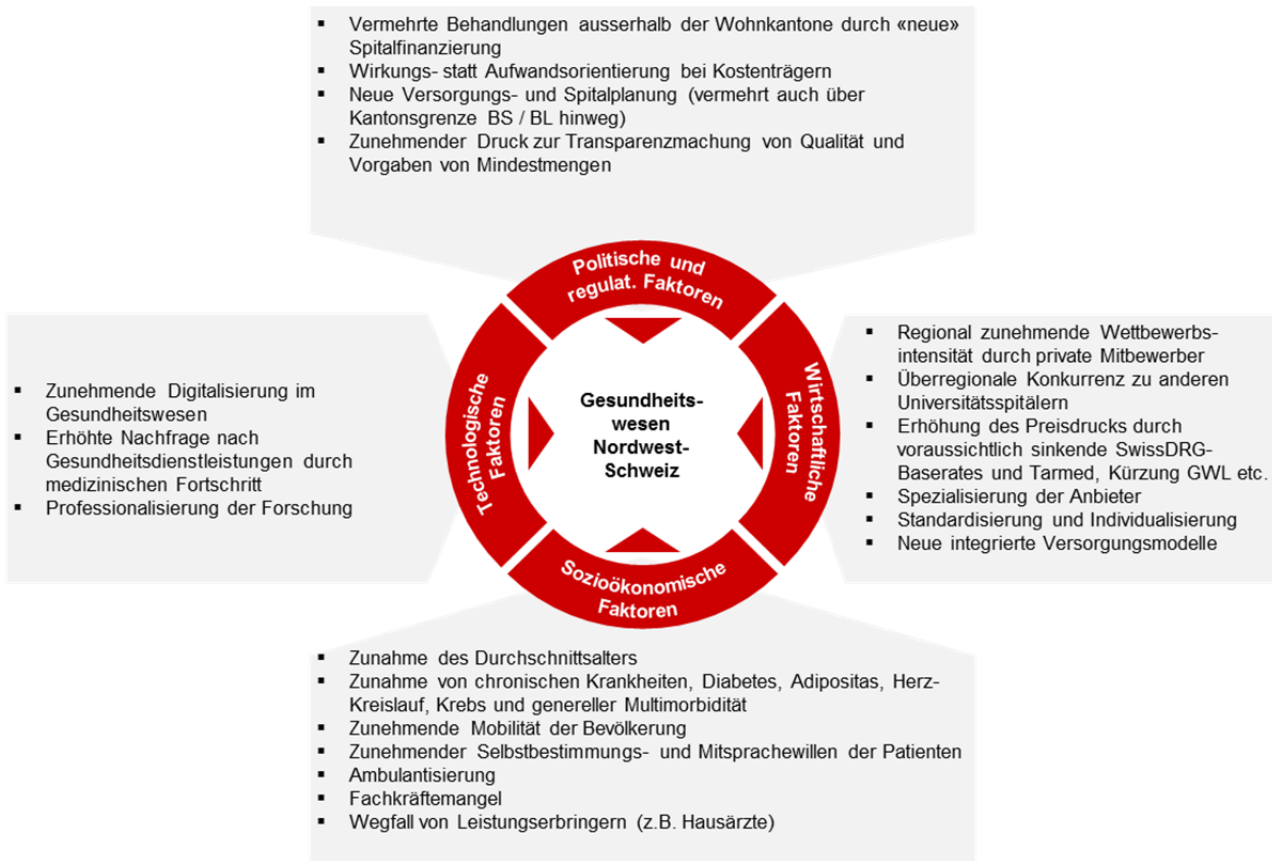 ▪ Vermehrte Behandlungen ausserhalb der Wohnkantone durch «neue»
Spitalfinanzierung
▪ Wirkungs- statt Aufwandsorientierung bei Kostenträgern
▪ Neue Versorgungs- und Spitalplanung (vermehrt auch über
Kantonsgrenze BS / BL hinweg)
▪ Zunehmender Druck zur Transparenzmachung von Qualität und
Vorgaben von Mindestmengen
Politische und
regulat. Faktoren
▪ Zunehmende Digitalisierung im
Gesundheitswesen
▪ Erhöhte Nachfrage nach
Gesundheitsdienstleistungen durch
medizinischen Fortschritt
▪ Professionalisierung der Forschung
Technologische
Faktoren
Gesundheits-
wesen
Nordwest-
Schweiz
Wirtschaftliche
Faktoren
▪ Regional zunehmende Wettbewerbs-
intensität durch private Mitbewerber
▪ Überregionale Konkurrenz zu anderen
Universitätsspitälern
▪ Erhöhung des Preisdrucks durch
voraussichtlich sinkende SwissDRG-
Baserates und Tarmed, Kürzung GWL etc.
▪ Spezialisierung der Anbieter
▪ Standardisierung und Individualisierung
▪ Neue integrierte Versorgungsmodelle
Sozioökonomische
Faktoren
▪ Zunahme des Durchschnittsalters
▪ Zunahme von chronischen Krankheiten, Diabetes, Adipositas, Herz-
Kreislauf, Krebs und genereller Multimorbidität
▪ Zunehmende Mobilität der Bevölkerung
▪ Zunehmender Selbstbestimmungs- und Mitsprachewillen der Patienten
▪ Ambulantisierung
▪ Fachkräftemangel
▪ Wegfall von Leistungserbringern (z.B. Hausärzte)